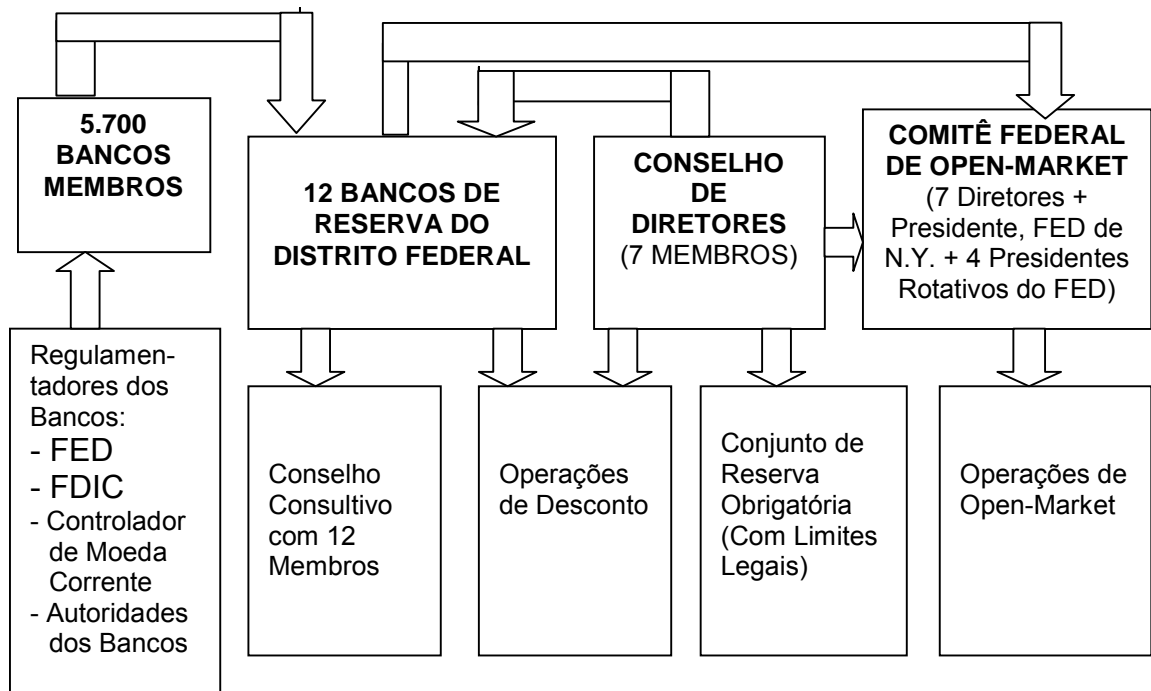 5.700
BANCOS
MEMBROS
12 BANCOS DE
RESERVA DO
DISTRITO FEDERAL
CONSELHO
DE
DIRETORES
(7 MEMBROS)
COMITÊ FEDERAL
DE OPEN-MARKET
(7 Diretores +
Presidente, FED de
N.Y. + 4 Presidentes
Rotativos do FED)
Regulamen-
tadores dos
Bancos:
- FED
- FDIC
- Controlador
de Moeda
Corrente
- Autoridades
dos Bancos
Conselho
Consultivo
com 12
Membros
Operações
de Desconto
Conjunto de
Reserva
Obrigatória
(Com Limites
Legais)
Operações de
Open-Market